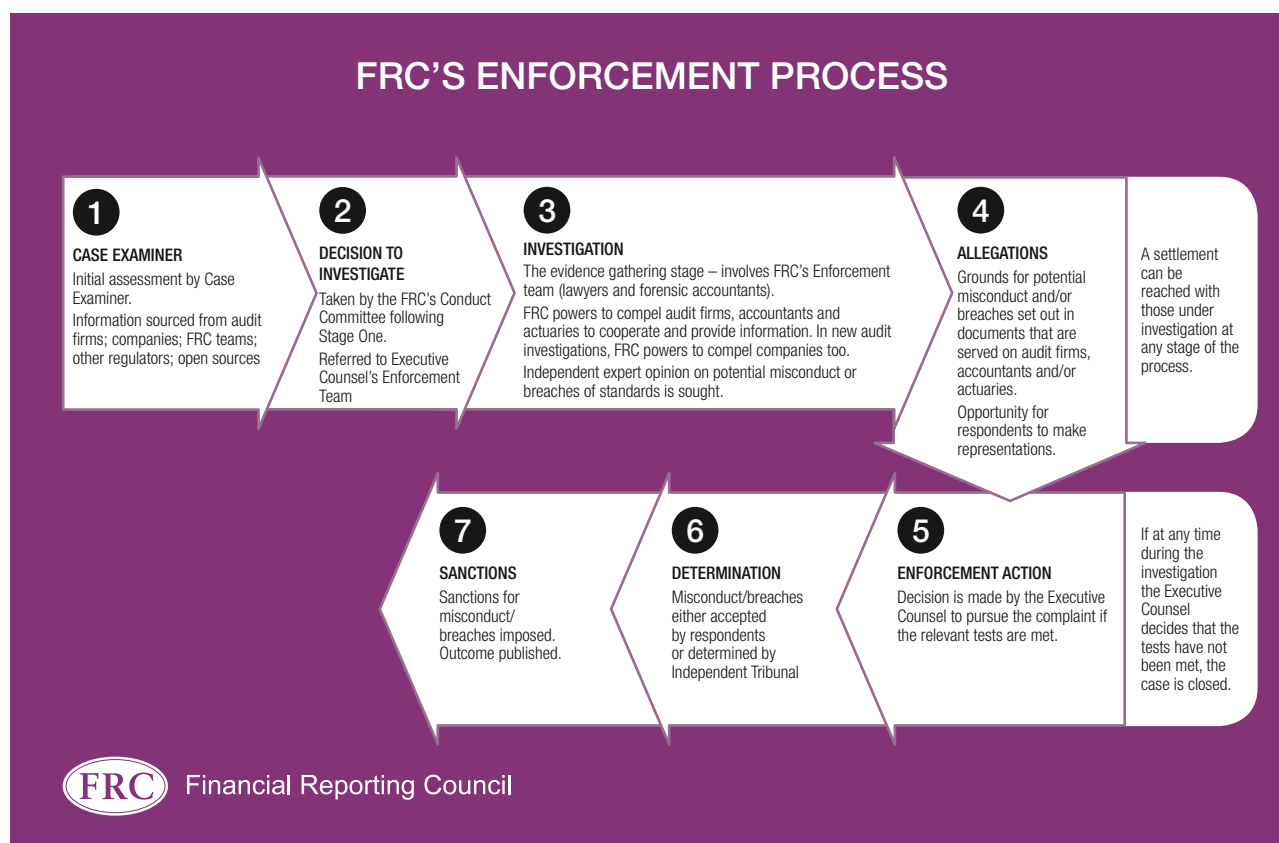 FRC'S ENFORCEMENT PROCESS
1
CASE EXAMINER
Initial assessment by Case
Examiner.
Information sourced from audit
firms; companies; FRC teams;
other regulators; open sources
2
DECISION TO
INVESTIGATE
Taken by the FRC's Conduct
Committee following
Stage One.
Referred to Executive
Counsel's Enforcement
Team
3
INVESTIGATION
The evidence gathering stage – involves FRC's Enforcement
team (lawyers and forensic accountants).
FRC powers to compel audit firms, accountants and
actuaries to cooperate and provide information. In new audit
investigations, FRC powers to compel companies too.
Independent expert opinion on potential misconduct or
breaches of standards is sought.
4
ALLEGATIONS
Grounds for potential
misconduct and/or
breaches set out in
documents that are
served on audit firms,
accountants and/or
actuaries.
Opportunity for
respondents to make
representations.
A settlement
can be
reached with
those under
investigation at
any stage of the
process.
5
ENFORCEMENT ACTION
Decision is made by the Executive
Counsel to pursue the complaint if
the relevant tests are met.
If at any time
during the
investigation
the Executive
Counsel
decides that the
tests have not
been met, the
case is closed.
6
DETERMINATION
Misconduct/breaches
either accepted
by respondents
or determined by
Independent Tribunal
7
SANCTIONS
Sanctions for
misconduct/
breaches imposed.
Outcome published.
FRC
Financial Reporting Council